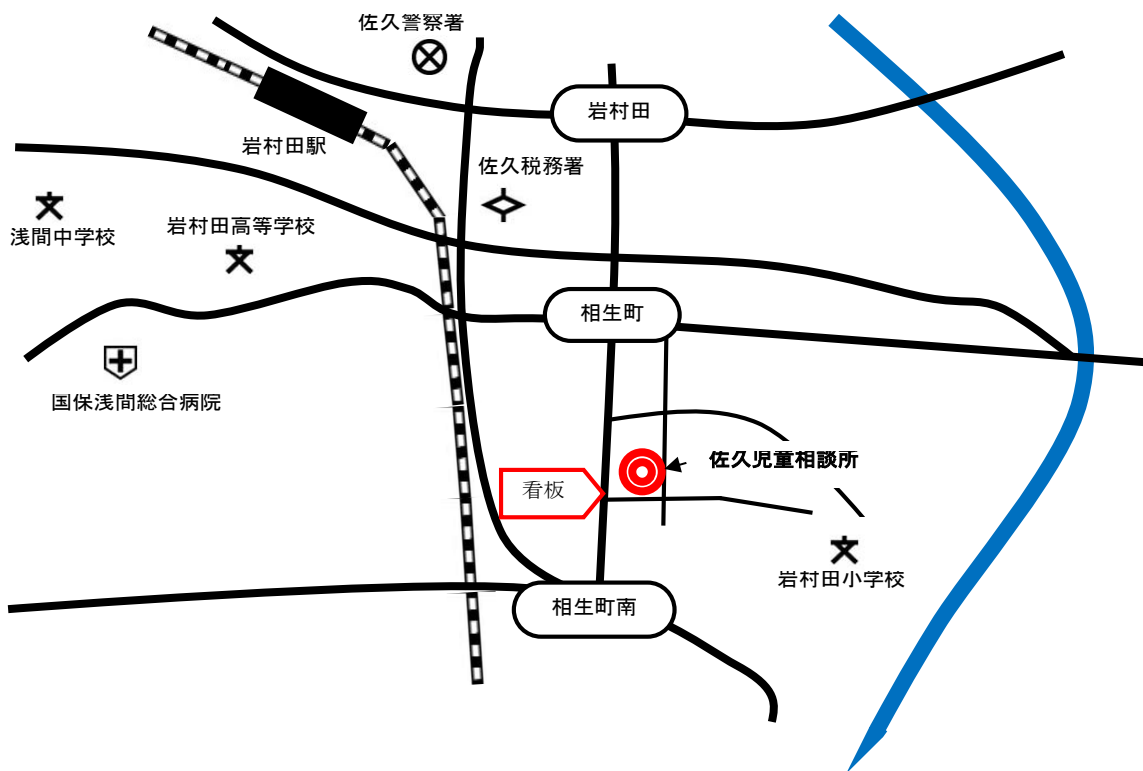 佐久警察署
岩村田
岩村田駅
佐久税務署
浅間中学校
岩村田高等学校
相生町
国保浅間総合病院
佐久児童相談所
看板
岩村田小学校
相生町南